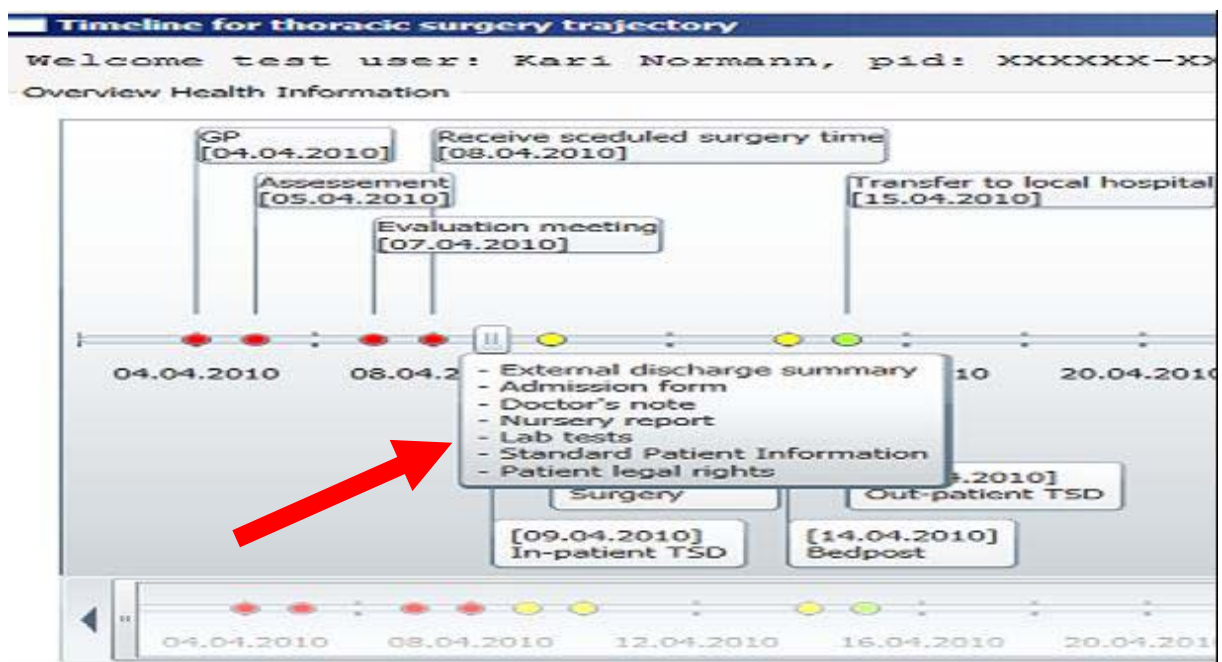 Timeline for thoracic surgery trajectory
Welcome test user: Kari Normann, pid: XXXXXX-XX
Overview Health Information
GP
[04.04.2010]
Receive sceduled surgery time
[08.04.2010]
Assessement
[05.04.2010]
Transfer to local hospital
[15.04.2010]
Evaluation meeting
[07.04.2010]
04.04.2010 08.04.2 10 20.04.2010
- External discharge summary
- Admission form
- Doctor's note
- Nursery report
- Lab tests
- Standard Patient Information
- Patient legal rights
Surgery
4.2010]
Out-patient TSD
[09.04.2010]
In-patient TSD
[14.04.2010]
Bedpost
04.04.2010 08.04.2010 12.04.2010 16.04.2010 20.04.201